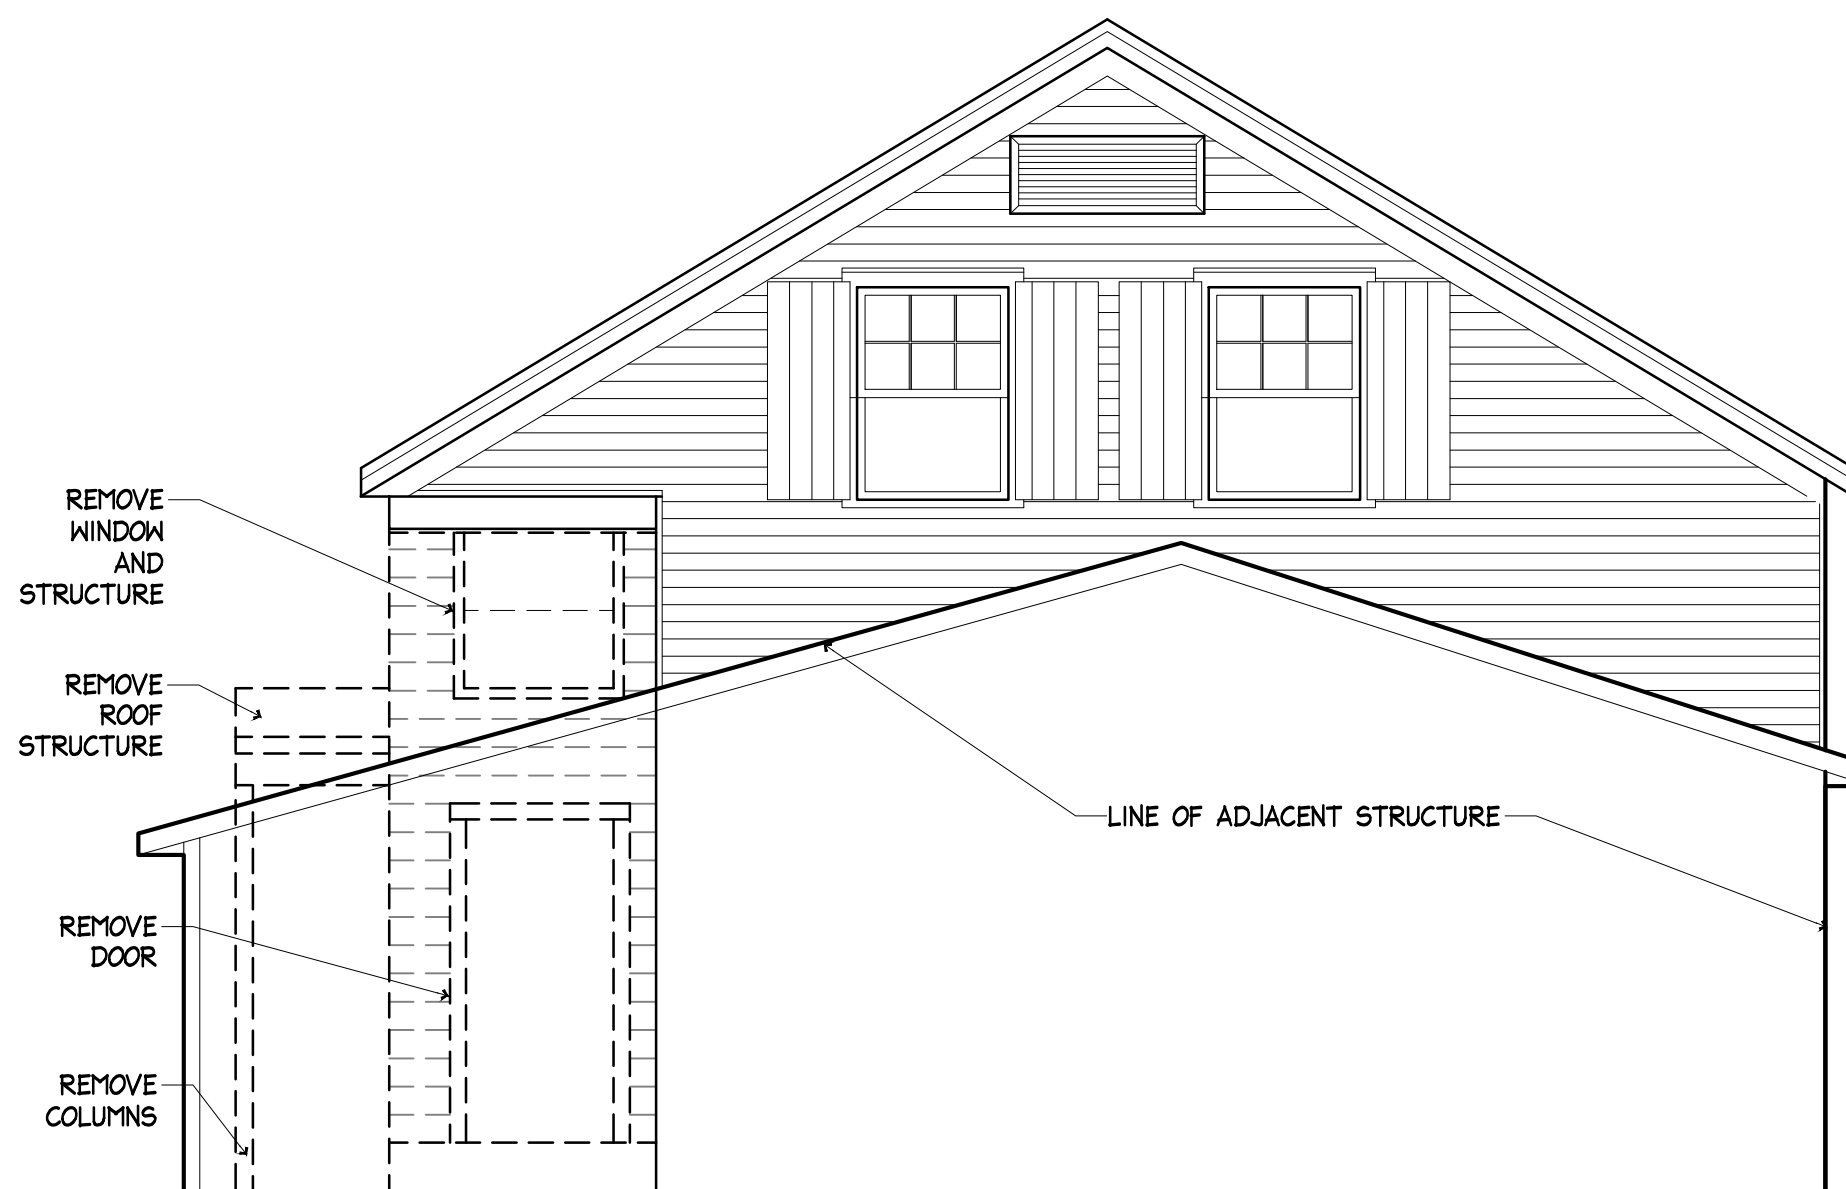 REMOVE
WINDOW
AND
STRUCTURE
REMOVE
ROOF
STRUCTURE
LINE OF ADJACENT STRUCTURE
REMOVE
DOOR
REMOVE
COLUMNS